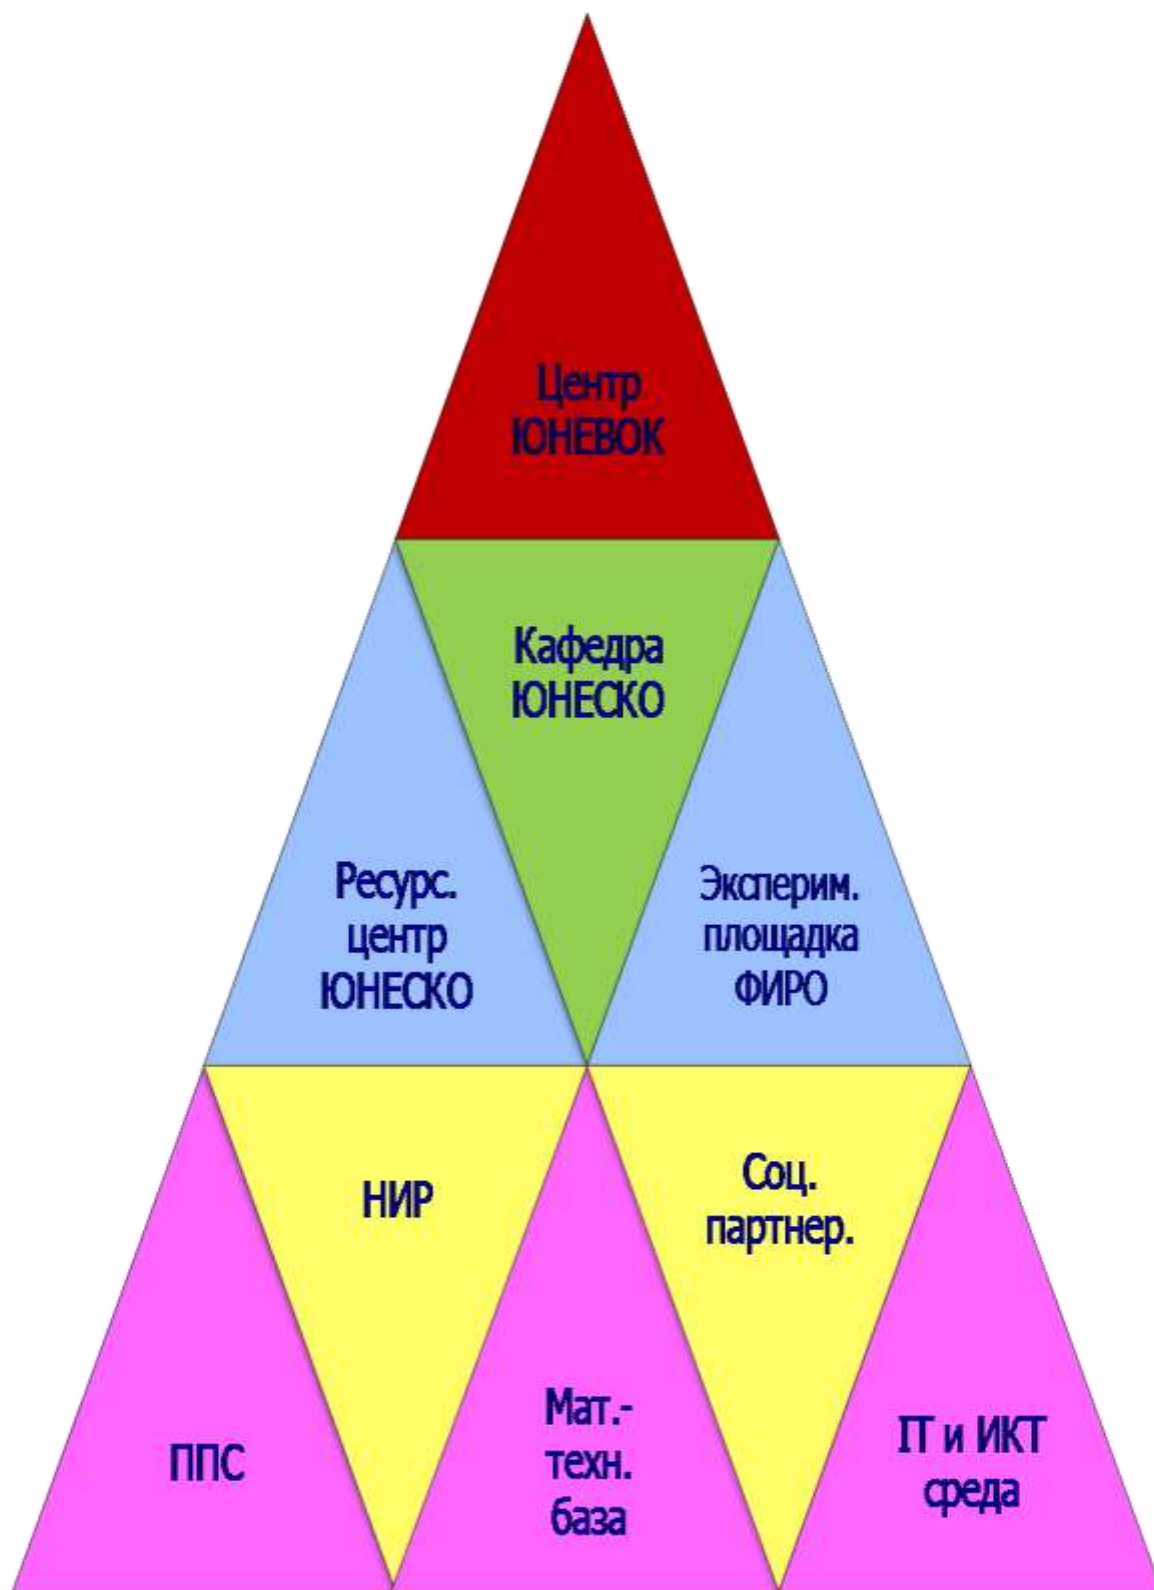 Центр
ЮНЕВОК
Кафедра
ЮНЕСКО
Ресурс.
центр
ЮНЕСКО
Эксперим.
площадка
ФИРО
НИР
Соц.
партнер.
ППС
Мат.-
техн.
база
IT и ИКТ
среда